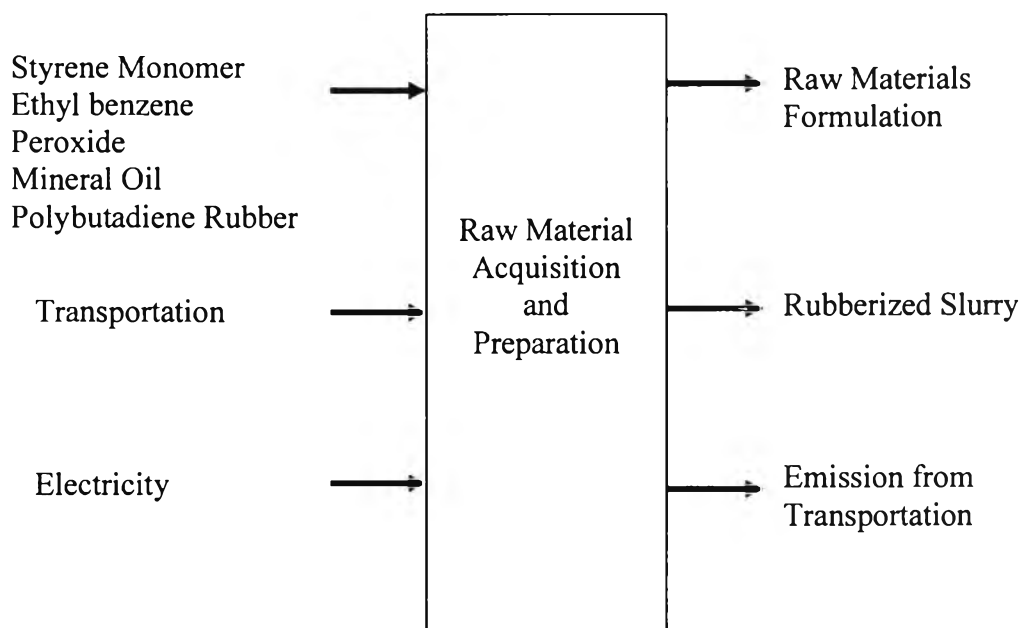 Styrene Monomer
Ethyl benzene
Peroxide
Mineral Oil
Polybutadiene Rubber
Transportation
Electricity
Raw Material
Acquisition
and
Preparation
Raw Materials
Formulation
Rubberized Slurry
Emission from
Transportation